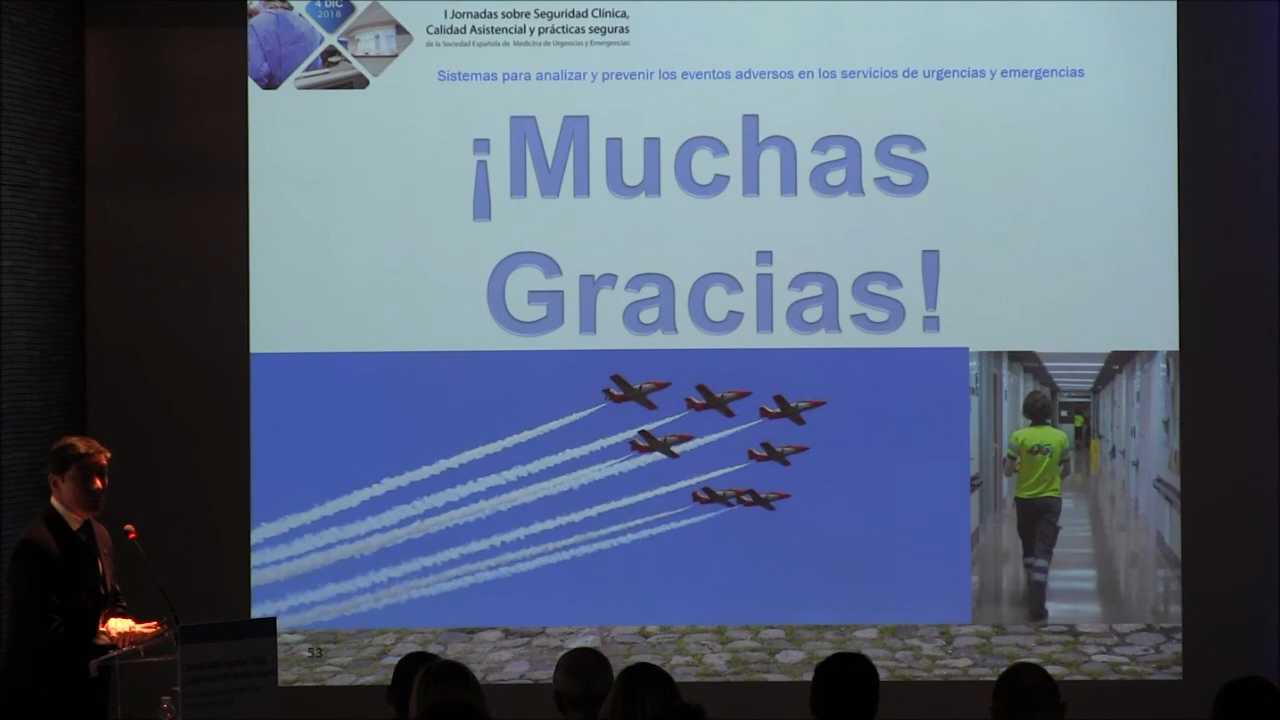 4 DIC
2018
I Jornadas sobre Seguridad Clínica,
Calidad Asistencial y prácticas seguras
de la Sociedad Española de Medicina de Urgencias y Emergencias
Sistemas para analizar y prevenir los eventos adversos en los servicios de urgencias y emergencias
¡Muchas
Gracias!
53